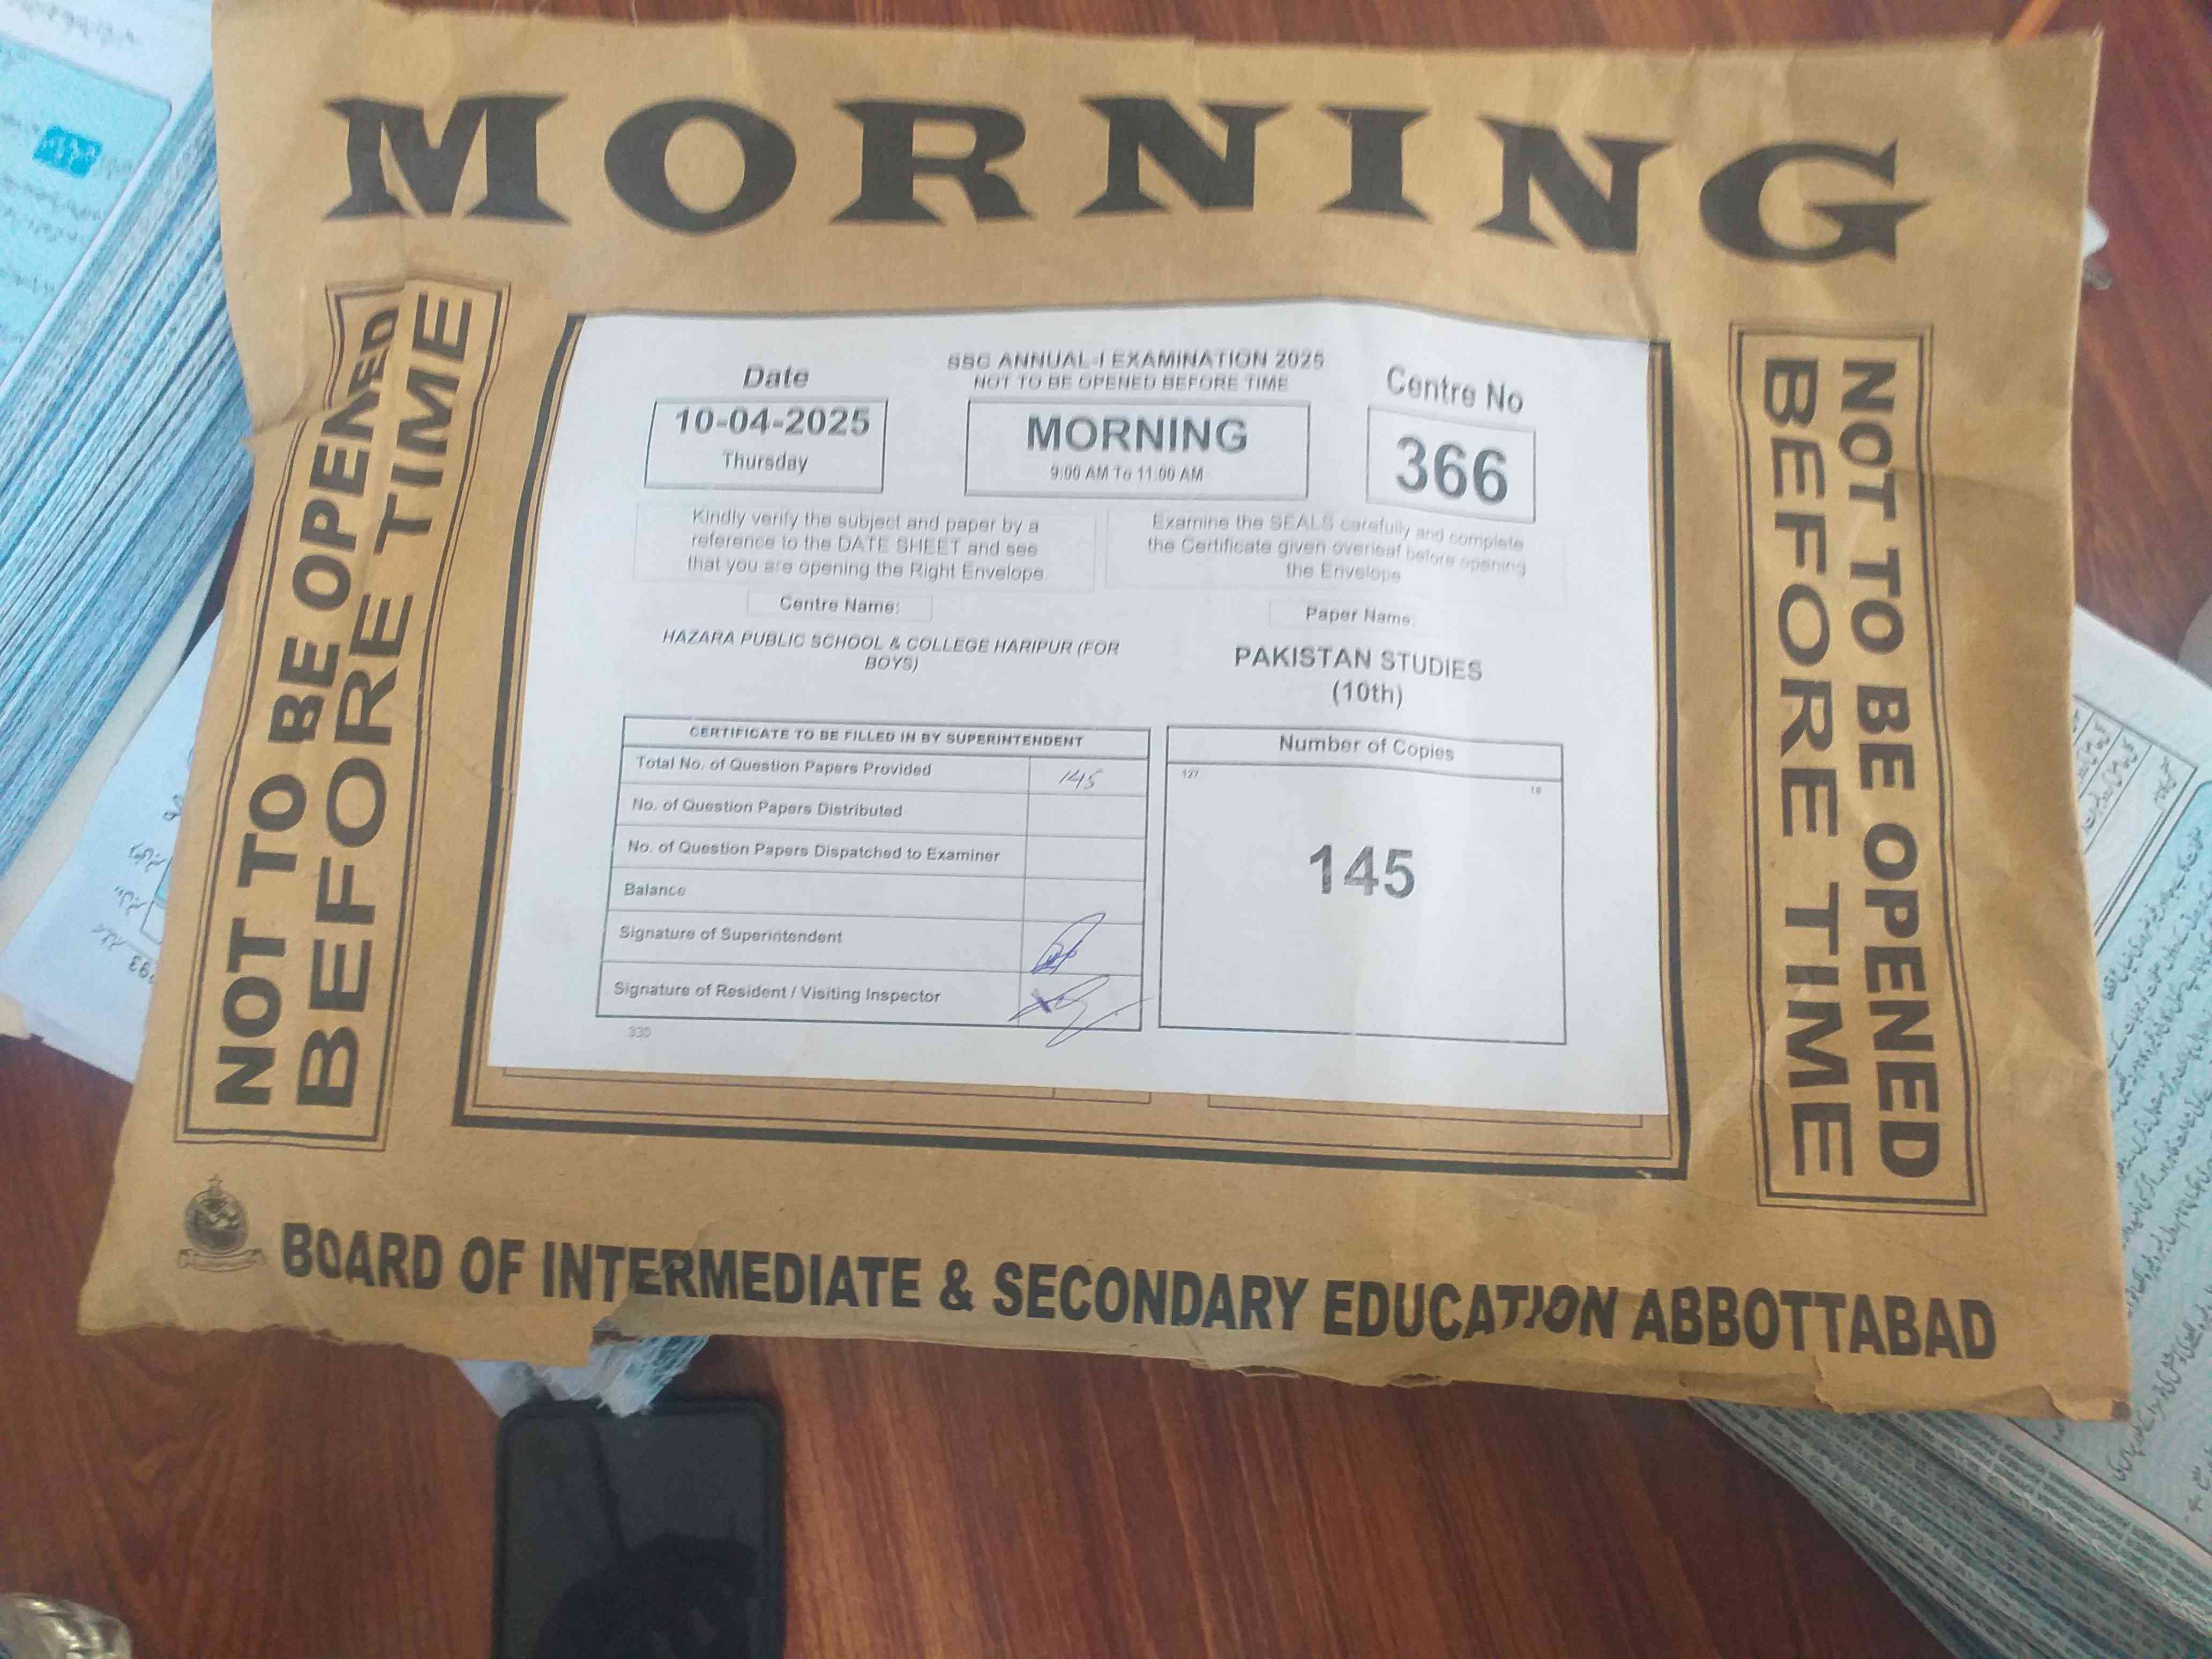 MORNING
NOT TO BE OPENED
BEFORE TIME
SSC ANNUAL-I EXAMINATION 2025
NOT TO BE OPENED BEFORE TIME
Date
10-04-2025
Thursday
MORNING
9:00 AM To 11:00 AM
Centre No
366
Kindly verify the subject and paper by a
reference to the DATE SHEET and see
that you are opening the Right Envelope.
Examine the SEALS carefully and complete
the Certificate given overleaf before opening
the Envelope
Centre Name:
HAZARA PUBLIC SCHOOL & COLLEGE HARIPUR (FOR
BOYS)
Paper Name:
PAKISTAN STUDIES
(10th)
CERTIFICATE TO BE FILLED IN BY SUPERINTENDENT
Total No. of Question Papers Provided 145
No. of Question Papers Distributed
No. of Question Papers Dispatched to Examiner
Balance
Signature of Superintendent
Signature of Resident / Visiting Inspector
330
Number of Copies
127
18
145
NOT TO BE OPENED
BEFORE TIME
BOARD OF INTERMEDIATE & SECONDARY EDUCATION ABBOTTABAD